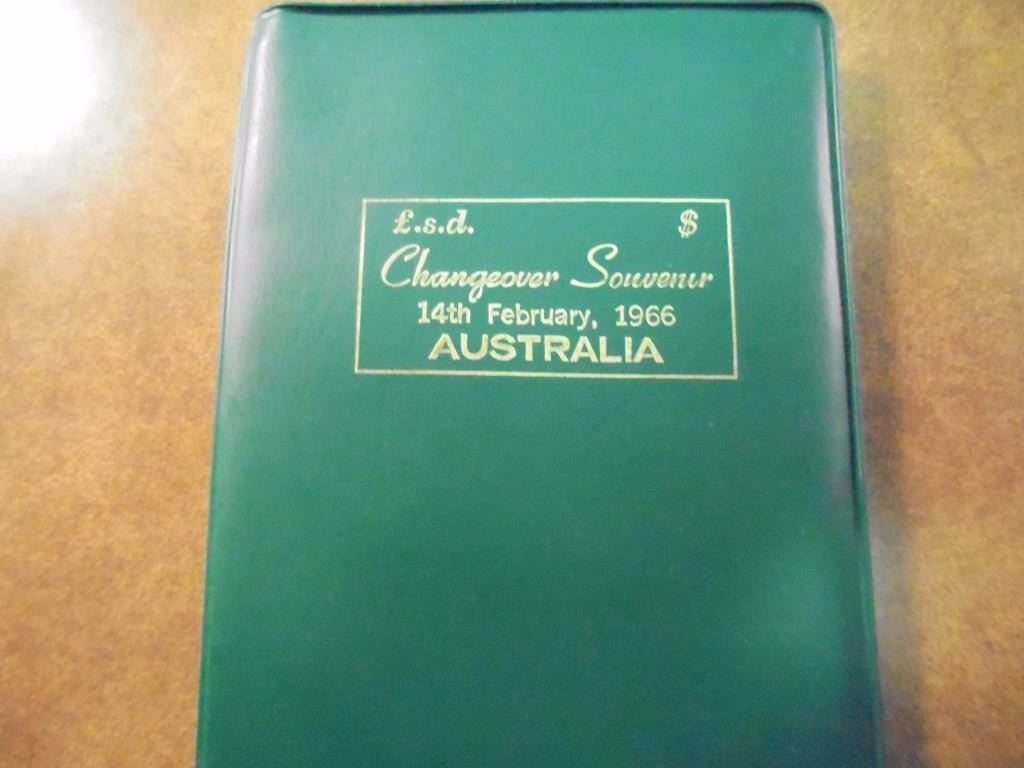 £.s.d. $
Changeover Souvenir
14th February, 1966
AUSTRALIA